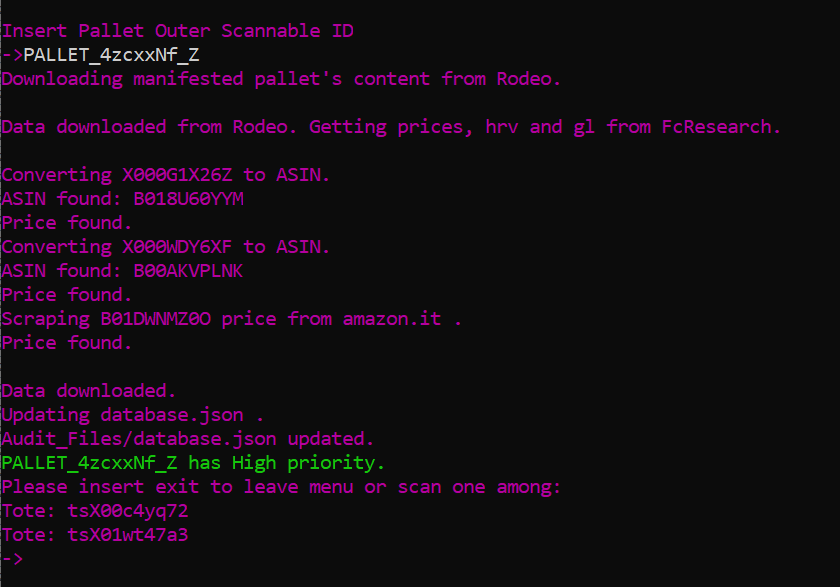 Insert Pallet Outer Scannable ID
->PALLET_4zcxxNf_Z
Downloading manifested pallet's content from Rodeo.
Data downloaded from Rodeo. Getting prices, hrv and gl from FcResearch.
Converting X000G1X26Z to ASIN.
ASIN found: B018U60YYM
Price found.
Converting X000WDY6XF to ASIN.
ASIN found: B00AKVPLNK
Price found.
Scraping B01DWNMZ0O price from amazon.it .
Price found.
Data downloaded.
Updating database.json .
Audit_Files/database.json updated.
PALLET_4zcxxNf_Z has High priority.
Please insert exit to leave menu or scan one among:
Tote: tsX00c4yq72
Tote: tsX01wt47a3
->